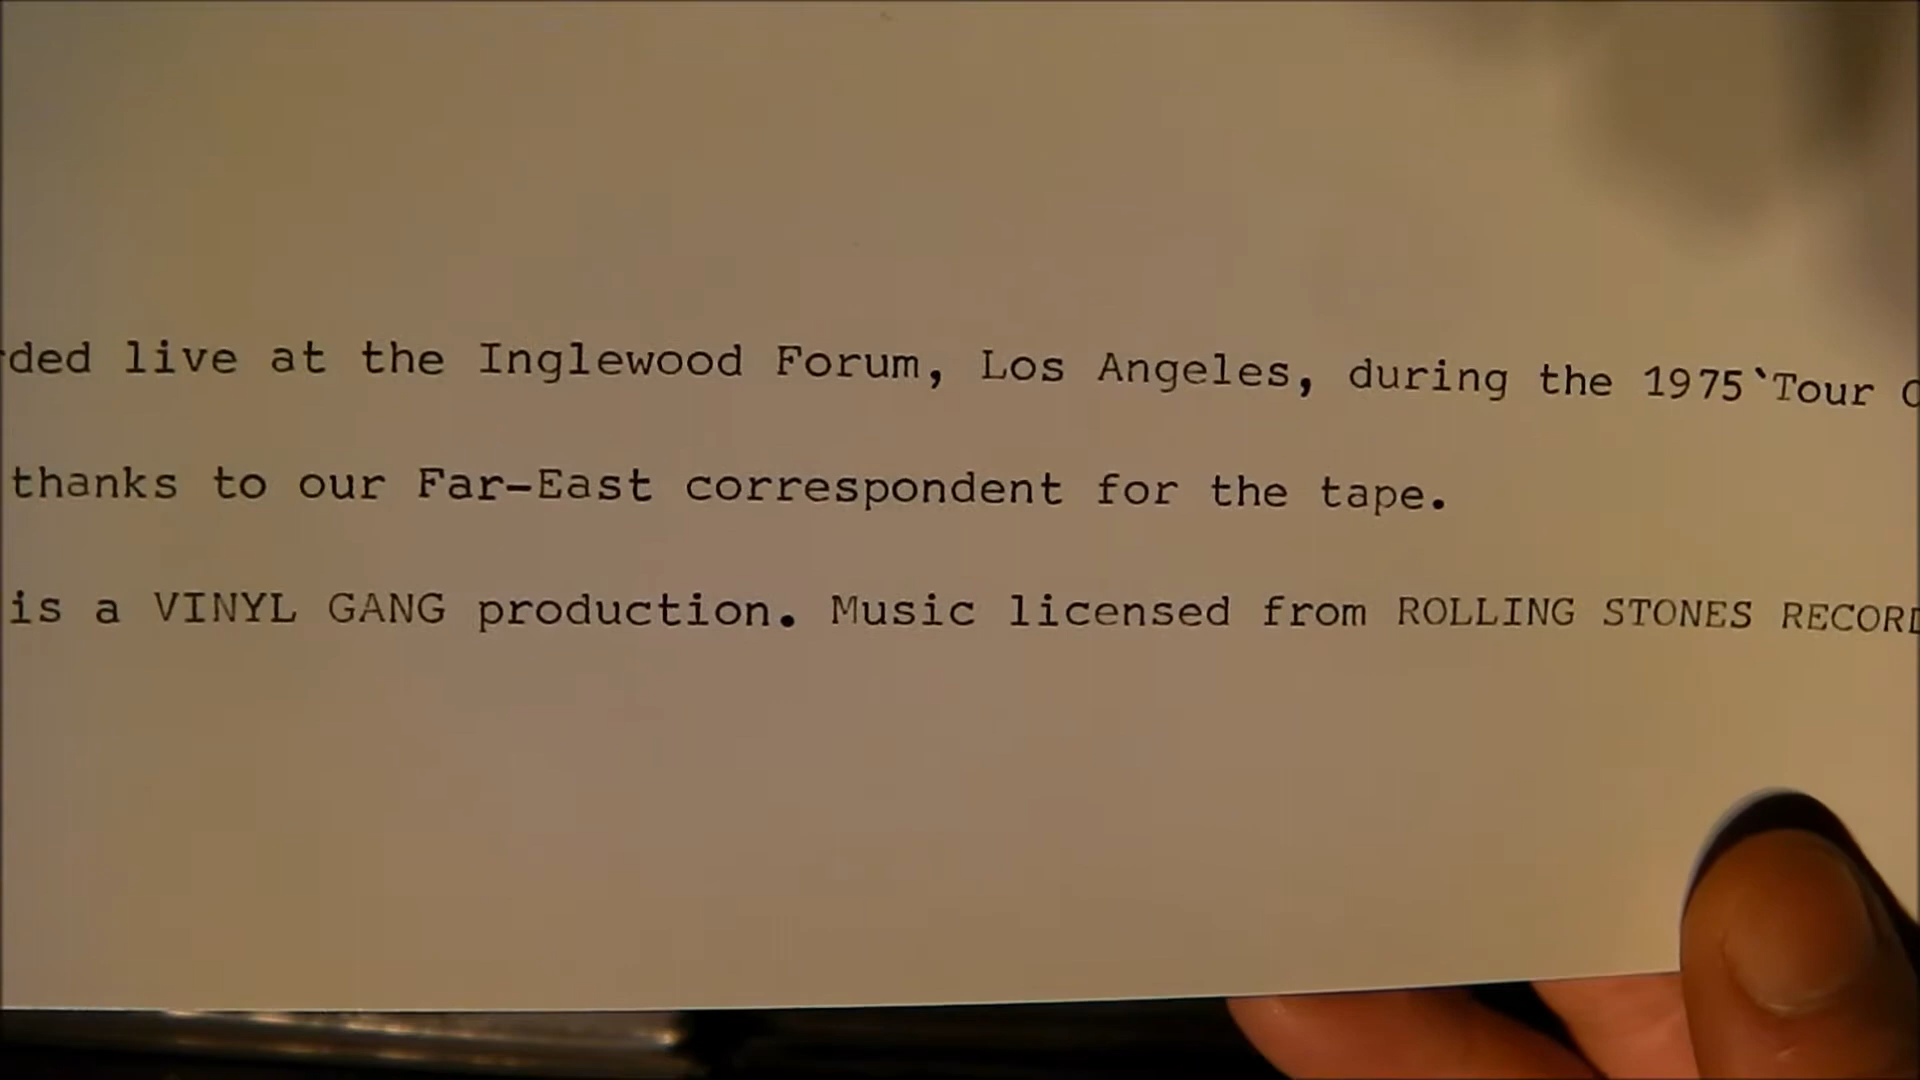 ded live at the Inglewood Forum, Los Angeles, during the 1975`Tour
thanks to our Far-East correspondent for the tape.
is a VINYL GANG production. Music licensed from ROLLING STONES RECORD